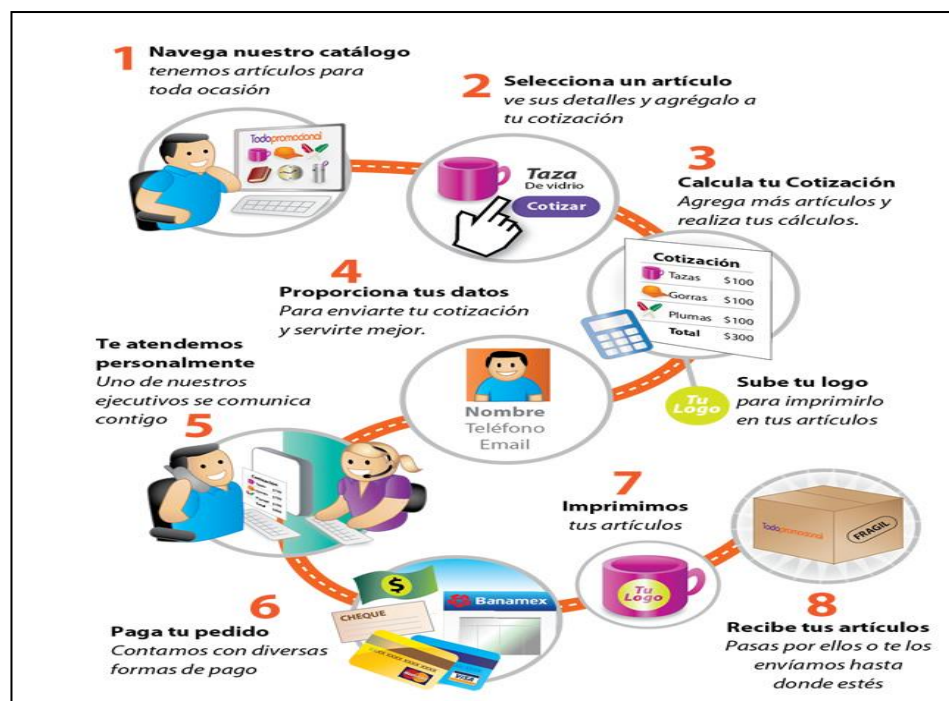 1 Navega nuestro catálogo
tenemos artículos para
toda ocasión
Todopromocional
2 Selecciona un artículo
ve sus detalles y agrégalo a
tu cotización
Taza
De vidrio
Cotizar
3
Calcula tu Cotización
Agrega más artículos y
realiza tus cálculos.
Cotización
Tazas $100
Gorras $100
Plumas $100
Total $300
Tu
Logo
Sube tu logo
para imprimirlo
en tus artículos
4
Proporciona tus datos
Para enviarte tu cotización
y servirte mejor.
Nombre
Teléfono
Email
Te atendemos
personalmente
Uno de nuestros
ejecutivos se comunica
contigo 5
Cotización
6
Paga tu pedido
Contamos con diversas
formas de pago
$
CHEQUE
Banamex
MasterCard
VISA
7
Imprimimos
tus artículos
Tu
Logo
Todopromocional
FRAGIL
8
Recibe tus artículos
Pasas por ellos o te los
envíamos hasta
donde estés